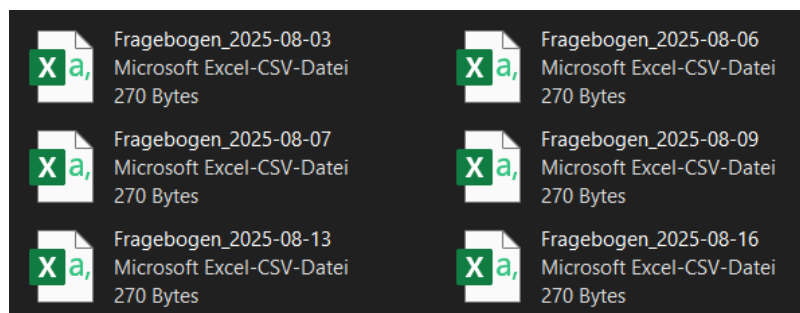 Fragebogen_2025-08-03
Microsoft Excel-CSV-Datei
270 Bytes
Fragebogen_2025-08-06
Microsoft Excel-CSV-Datei
270 Bytes
Fragebogen_2025-08-07
Microsoft Excel-CSV-Datei
270 Bytes
Fragebogen_2025-08-09
Microsoft Excel-CSV-Datei
270 Bytes
Fragebogen_2025-08-13
Microsoft Excel-CSV-Datei
270 Bytes
Fragebogen_2025-08-16
Microsoft Excel-CSV-Datei
270 Bytes